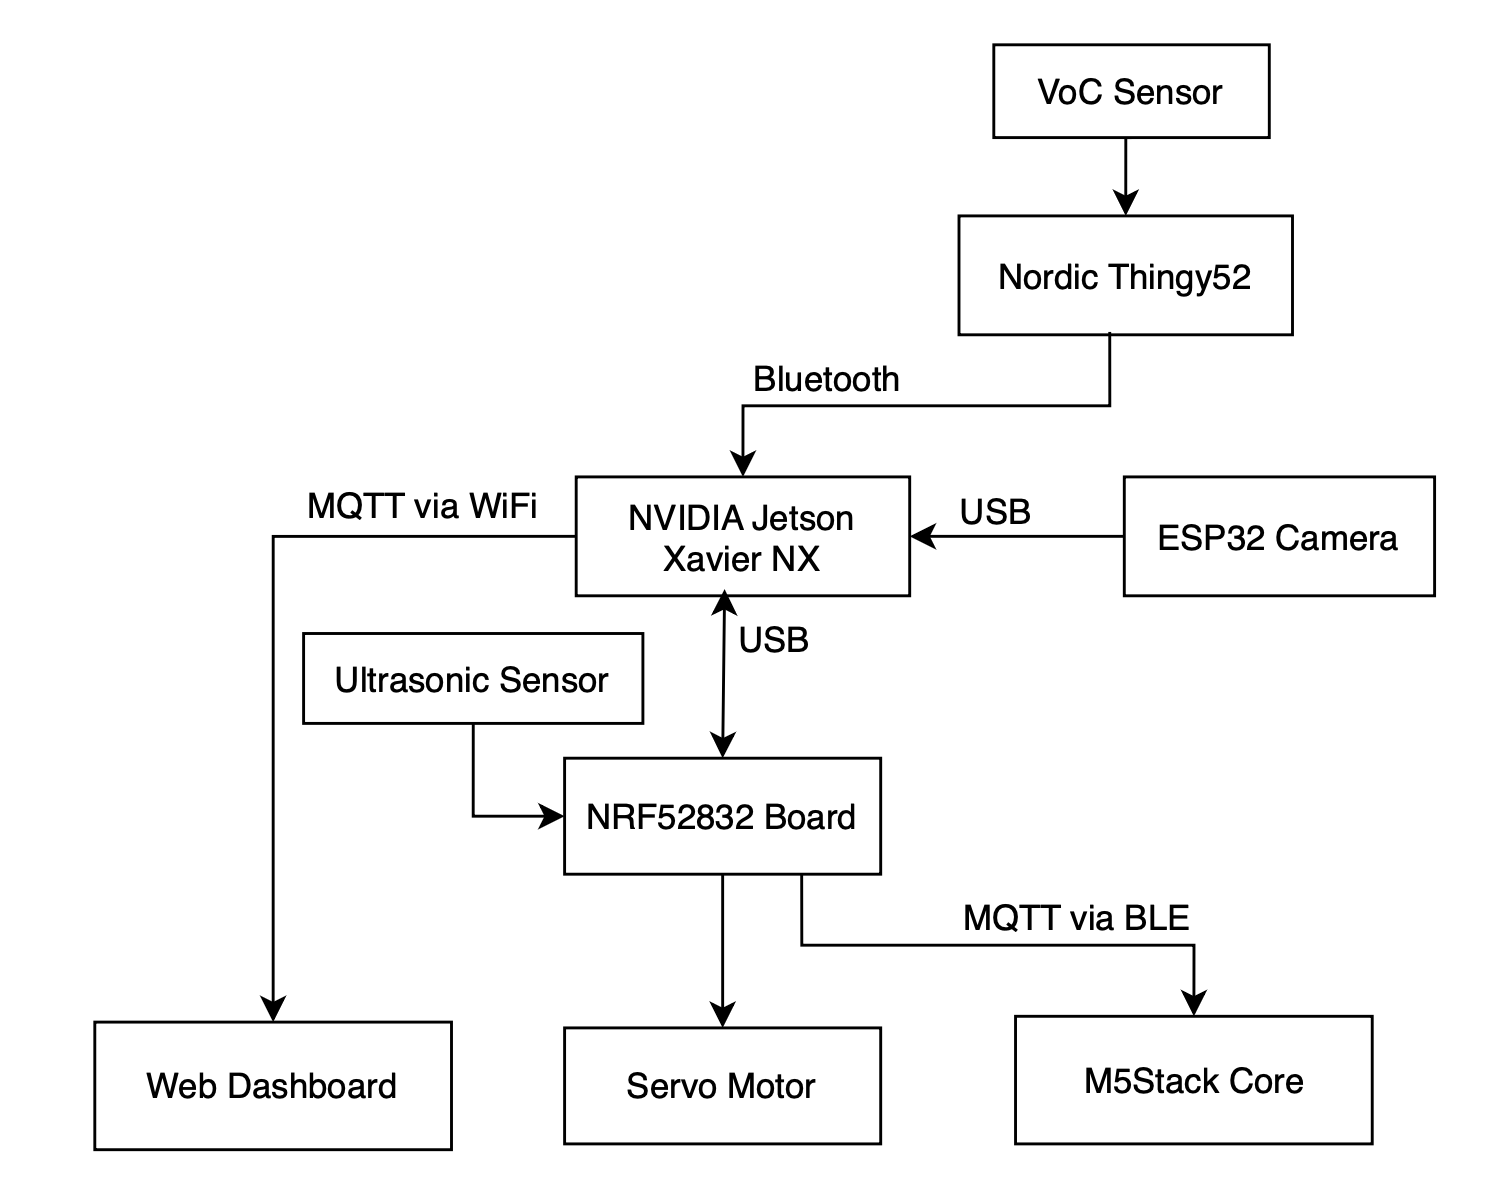 VoC Sensor
Nordic Thingy52
Bluetooth
MQTT via WiFi
NVIDIA Jetson
Xavier NX
USB
ESP32 Camera
USB
Ultrasonic Sensor
NRF52832 Board
MQTT via BLE
Web Dashboard
Servo Motor
M5Stack Core